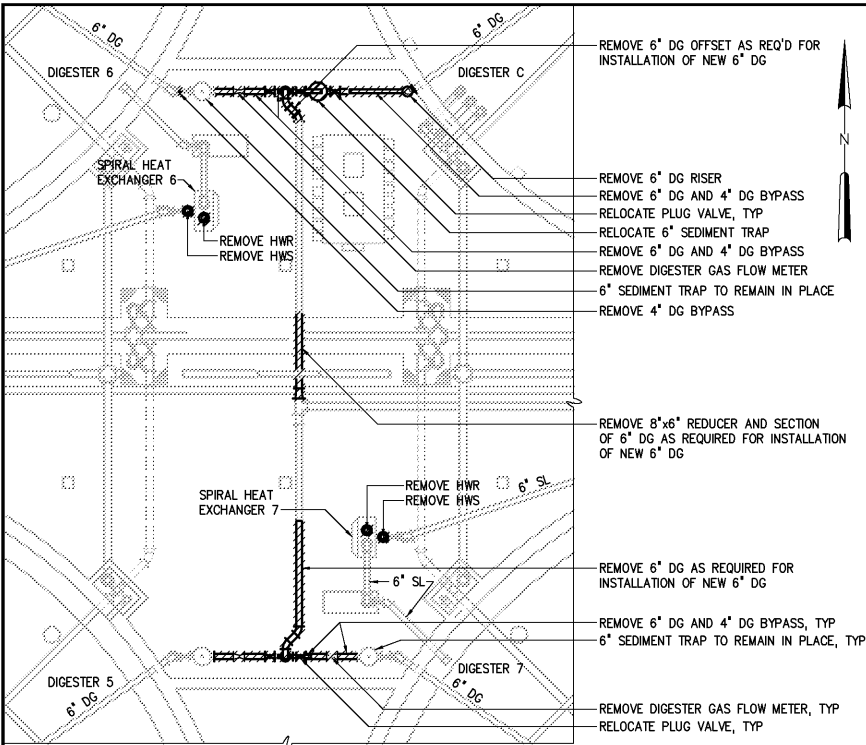 6" DG
DIGESTER 6
6" DG
DIGESTER C
REMOVE 6" DG OFFSET AS REQ'D FOR
INSTALLATION OF NEW 6" DG
N
SPIRAL HEAT
EXCHANGER 6
REMOVE HWR
REMOVE HWS
REMOVE 6" DG RISER
REMOVE 6" DG AND 4" DG BYPASS
RELOCATE PLUG VALVE, TYP
RELOCATE 6" SEDIMENT TRAP
REMOVE 6" DG AND 4" DG BYPASS
REMOVE DIGESTER GAS FLOW METER
6" SEDIMENT TRAP TO REMAIN IN PLACE
REMOVE 4" DG BYPASS
REMOVE 8"x6" REDUCER AND SECTION
OF 6" DG AS REQUIRED FOR INSTALLATION
OF NEW 6" DG
SPIRAL HEAT
EXCHANGER 7
REMOVE HWR
REMOVE HWS
6" SL
6" SL
REMOVE 6" DG AS REQUIRED FOR
INSTALLATION OF NEW 6" DG
REMOVE 6" DG AND 4" DG BYPASS, TYP
6" SEDIMENT TRAP TO REMAIN IN PLACE, TYP
DIGESTER 5
6" DG
DIGESTER 7
6" DG
REMOVE DIGESTER GAS FLOW METER, TYP
RELOCATE PLUG VALVE, TYP